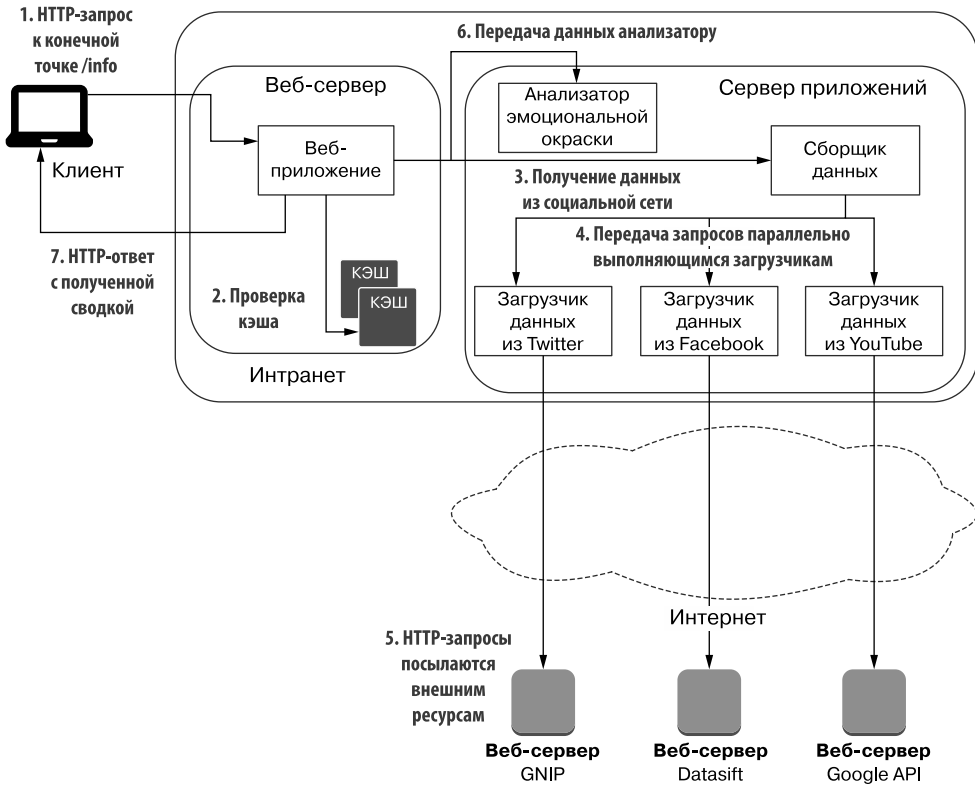 1. HTTP-запрос
к конечной
точке /info
Клиент
6. Передача данных анализатору
Веб-сервер
Сервер приложений
Анализатор
эмоциональной
окраски
Веб-
приложение
Сборщик
данных
3. Получение данных
из социальной сети
4. Передача запросов параллельно
выполняющимся загрузчикам
7. HTTP-ответ
с полученной
сводкой
2. Проверка
кэша
КЭШ
КЭШ
Загрузчик
данных
из Twitter
Загрузчик
данных
из Facebook
Загрузчик
данных
из YouTube
Интранет
Интернет
5. HTTP-запросы
посылаются
внешним
ресурсам
Веб-сервер
GNIP
Веб-сервер
Datasift
Веб-сервер
Google API